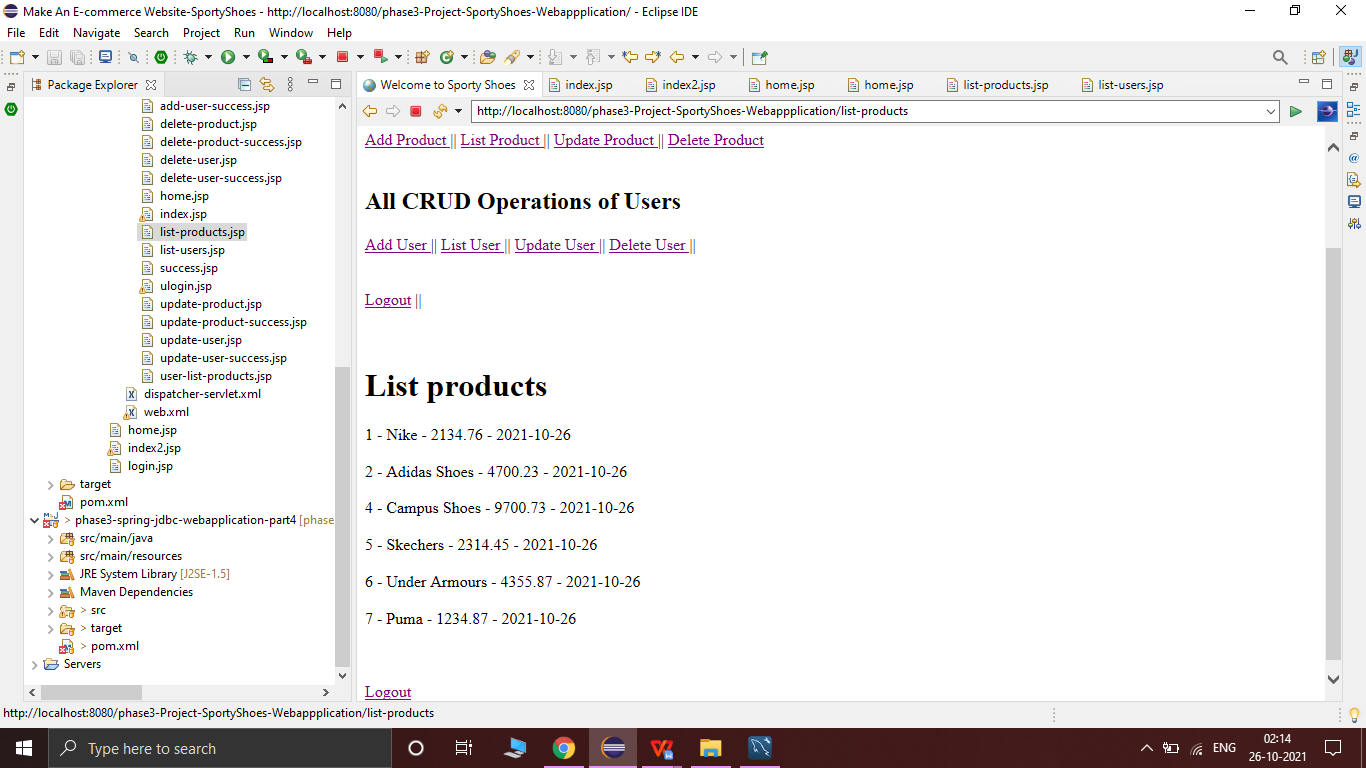 Make An E-commerce Website-SportyShoes - http://localhost:8080/phase3-Project-SportyShoes-Webappplication/ - Eclipse IDE
File Edit Navigate Search Project Run Window Help
Package Explorer
add-user-success.jsp
delete-product.jsp
delete-product-success.jsp
delete-user.jsp
delete-user-success.jsp
home.jsp
index.jsp
list-products.jsp
list-users.jsp
success.jsp
ulogin.jsp
update-product.jsp
update-product-success.jsp
update-user.jsp
update-user-success.jsp
user-list-products.jsp
dispatcher-servlet.xml
web.xml
home.jsp
index2.jsp
login.jsp
target
pom.xml
> phase3-spring-jdbc-webapplication-part4 [phase
src/main/java
src/main/resources
JRE System Library [J2SE-1.5]
Maven Dependencies
> src
> target
> pom.xml
Servers
Welcome to Sporty Shoes index.jsp index2.jsp home.jsp home.jsp list-products.jsp list-users.jsp
http://localhost:8080/phase3-Project-SportyShoes-Webappplication/list-products
Add Product || List Product || Update Product || Delete Product
All CRUD Operations of Users
Add User || List User || Update User || Delete User ||
Logout ||
List products
1 - Nike - 2134.76 - 2021-10-26
2 - Adidas Shoes - 4700.23 - 2021-10-26
4 - Campus Shoes - 9700.73 - 2021-10-26
5 - Skechers - 2314.45 - 2021-10-26
6 - Under Armours - 4355.87 - 2021-10-26
7 - Puma - 1234.87 - 2021-10-26
Logout
http://localhost:8080/phase3-Project-SportyShoes-Webappplication/list-products
Type here to search
ENG
02:14
26-10-2021